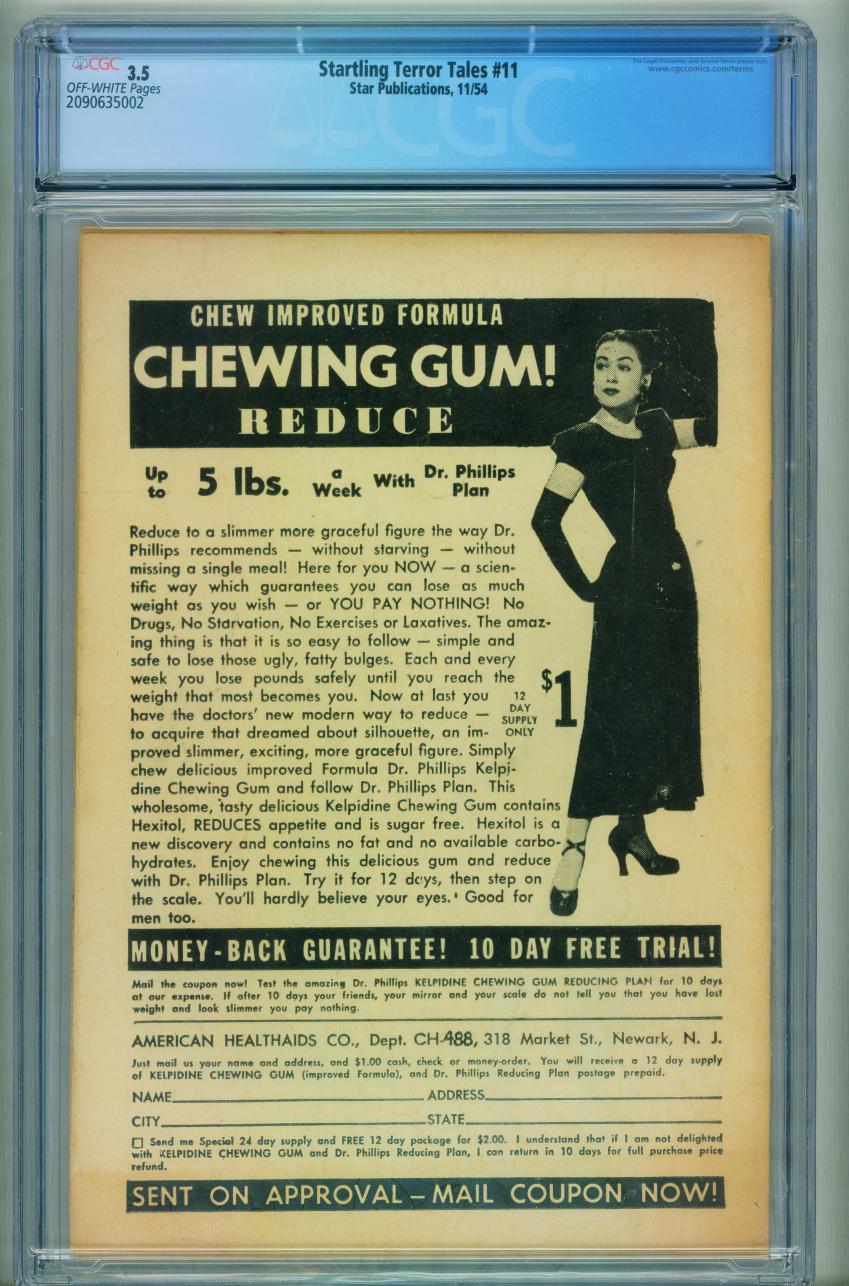 CGC 3.5
OFF-WHITE Pages
2090635002
Startling Terror Tales #11
Star Publications, 11/54
For Legal Disclaimer and Service Terms please visit:
www.cgccomics.com/terms
CGC
CHEW IMPROVED FORMULA
CHEWING GUM!
REDUCE
Up to 5 lbs. a Week With Dr. Phillips Plan
Reduce to a slimmer more graceful figure the way Dr.
Phillips recommends — without starving — without
missing a single meal! Here for you NOW — a scien-
tific way which guarantees you can lose as much
weight as you wish — or YOU PAY NOTHING! No
Drugs, No Starvation, No Exercises or Laxatives. The amaz-
ing thing is that it is so easy to follow — simple and
safe to lose those ugly, fatty bulges. Each and every
week you lose pounds safely until you reach the
weight that most becomes you. Now at last you
have the doctors' new modern way to reduce —
to acquire that dreamed about silhouette, an im-
proved slimmer, exciting, more graceful figure. Simply
chew delicious improved Formula Dr. Phillips Kelpi-
dine Chewing Gum and follow Dr. Phillips Plan. This
wholesome, tasty delicious Kelpidine Chewing Gum contains
Hexitol, REDUCES appetite and is sugar free. Hexitol is a
new discovery and contains no fat and no available carbo-
hydrates. Enjoy chewing this delicious gum and reduce
with Dr. Phillips Plan. Try it for 12 days, then step on
the scale. You'll hardly believe your eyes. Good for
men too.
12
DAY
SUPPLY
ONLY
$1
MONEY-BACK GUARANTEE! 10 DAY FREE TRIAL!
Mail the coupon now! Test the amazing Dr. Phillips KELPIDINE CHEWING GUM REDUCING PLAN for 10 days
at our expense. If after 10 days your friends, your mirror and your scale do not tell you that you have lost
weight and look slimmer you pay nothing.
AMERICAN HEALTHAIDS CO., Dept. CH-488, 318 Market St., Newark, N. J.
Just mail us your name and address, and $1.00 cash, check or money-order. You will receive a 12 day supply
of KELPIDINE CHEWING GUM (improved Formula), and Dr. Phillips Reducing Plan postage prepaid.
NAME ADDRESS
CITY STATE
Send me Special 24 day supply and FREE 12 day package for $2.00. I understand that if I am not delighted
with KELPIDINE CHEWING GUM and Dr. Phillips Reducing Plan, I can return in 10 days for full purchase price
refund.
SENT ON APPROVAL — MAIL COUPON NOW!